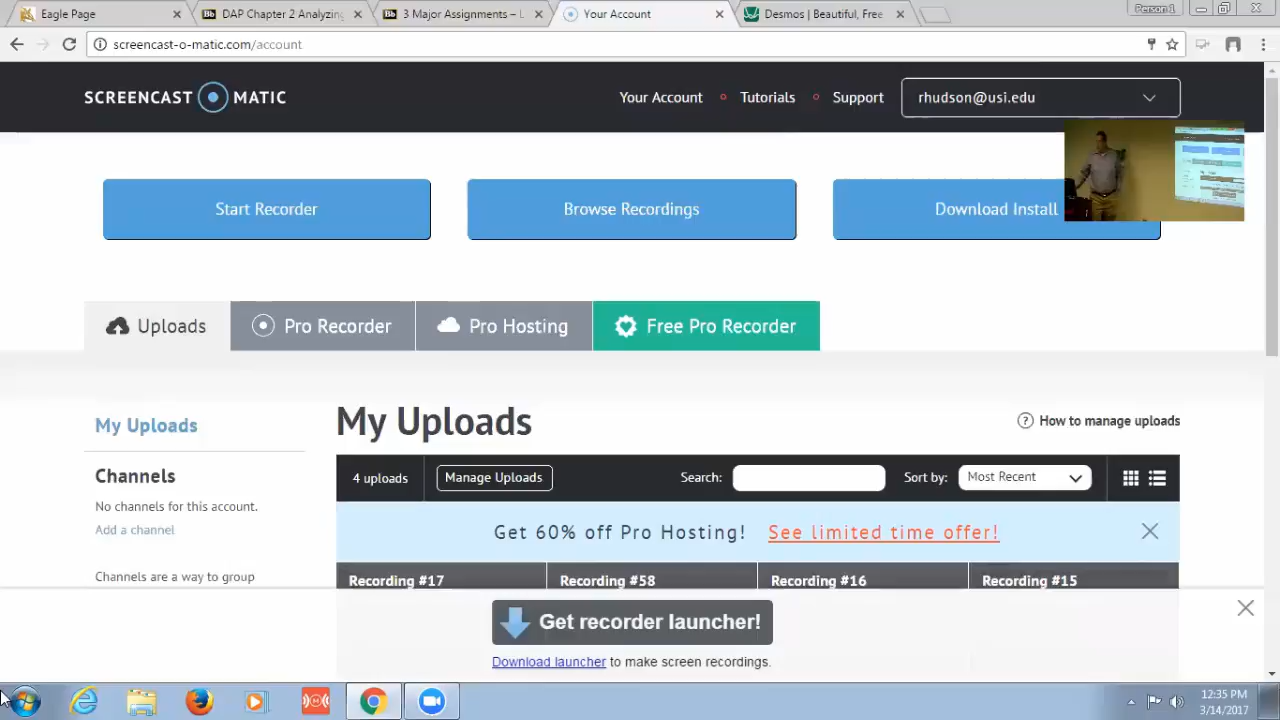 Eagle Page
DAP Chapter 2 Analyzing
3 Major Assignments – L
Your Account
Desmos | Beautiful, Free
Person 1
screencast-o-matic.com/account
SCREENCAST O MATIC
Your Account
Tutorials
Support
rhudson@usi.edu
Start Recorder
Browse Recordings
Download Install
Uploads
Pro Recorder
Pro Hosting
Free Pro Recorder
My Uploads
Channels
No channels for this account.
Add a channel
Channels are a way to group
My Uploads
How to manage uploads
4 uploads
Manage Uploads
Search:
Sort by:
Most Recent
Get 60% off Pro Hosting! See limited time offer!
Recording #17
Recording #58
Recording #16
Recording #15
Get recorder launcher!
Download launcher to make screen recordings.
12:35 PM
3/14/2017